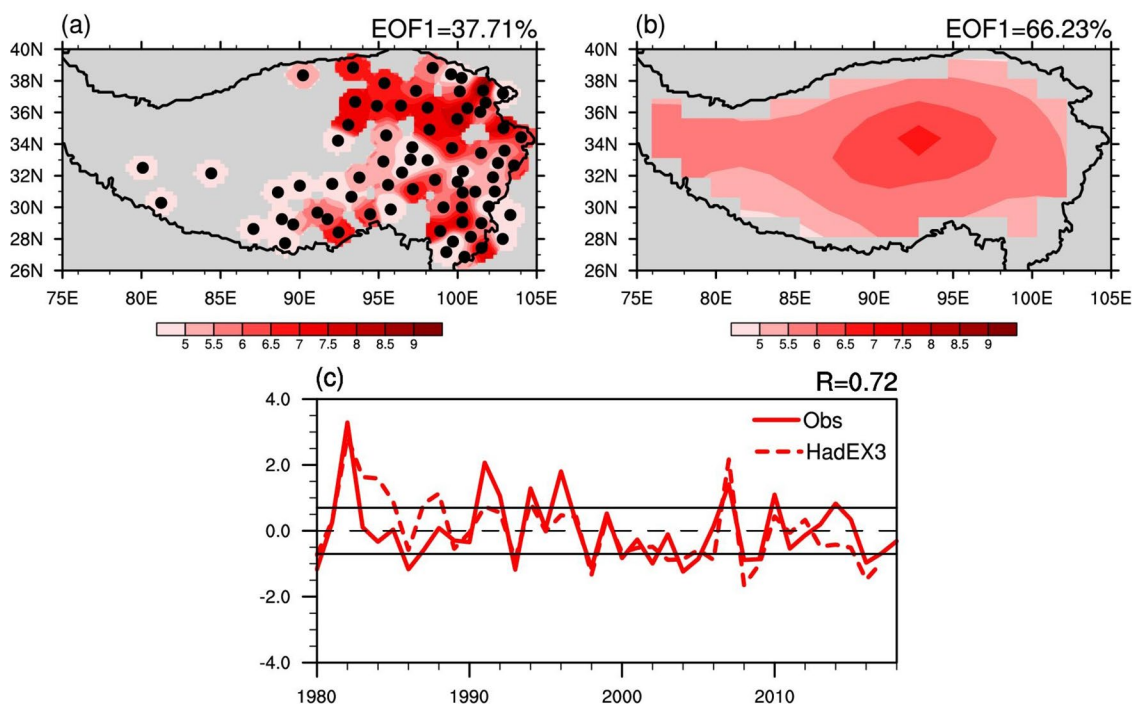 (a) EOF1=37.71%
40N
38N
36N
34N
32N
30N
28N
26N
75E 80E 85E 90E 95E 100E 105E
5 5.5 6 6.5 7 7.5 8 8.5 9
(b) EOF1=66.23%
40N
38N
36N
34N
32N
30N
28N
26N
75E 80E 85E 90E 95E 100E 105E
5 5.5 6 6.5 7 7.5 8 8.5 9
(c) R=0.72
4.0
2.0
0.0
-2.0
-4.0
Obs
HadEX3
1980 1990 2000 2010